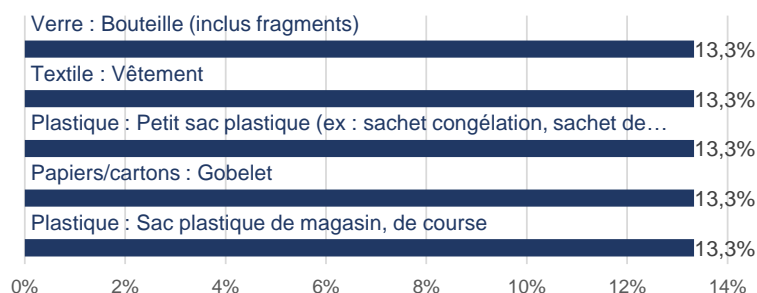 Verre : Bouteille (inclus fragments)
13,3%
Textile : Vêtement
13,3%
Plastique : Petit sac plastique (ex : sachet congélation, sachet de…
13,3%
Papiers/cartons : Gobelet
13,3%
Plastique : Sac plastique de magasin, de course
13,3%
0% 2% 4% 6% 8% 10% 12% 14%